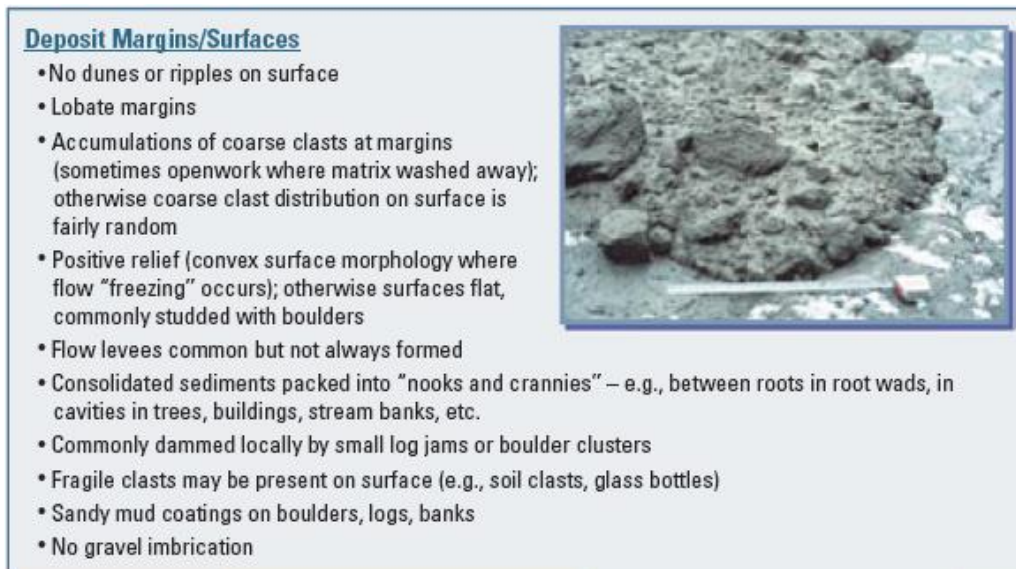 Deposit Margins/Surfaces
• No dunes or ripples on surface
• Lobate margins
• Accumulations of coarse clasts at margins
(sometimes openwork where matrix washed away);
otherwise coarse clast distribution on surface is
fairly random
• Positive relief (convex surface morphology where
flow “freezing” occurs); otherwise surfaces flat,
commonly studded with boulders
• Flow levees common but not always formed
• Consolidated sediments packed into “nooks and crannies” – e.g., between roots in root wads, in
cavities in trees, buildings, stream banks, etc.
• Commonly dammed locally by small log jams or boulder clusters
• Fragile clasts may be present on surface (e.g., soil clasts, glass bottles)
• Sandy mud coatings on boulders, logs, banks
• No gravel imbrication